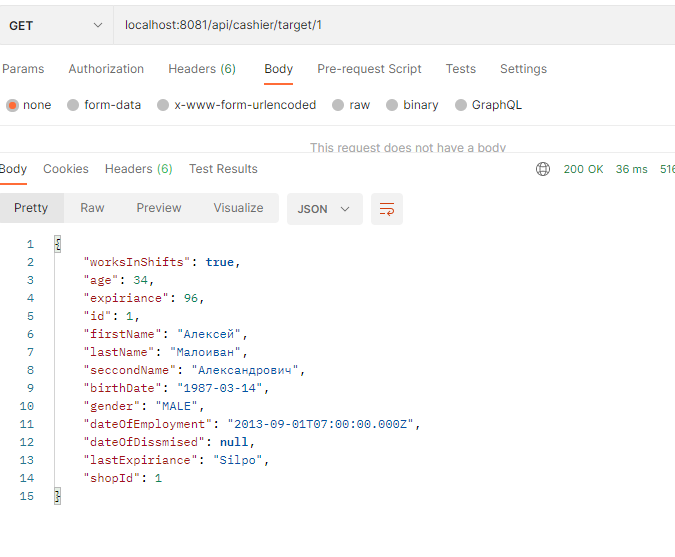 GET localhost:8081/api/cashier/target/1
Params Authorization Headers (6) Body Pre-request Script Tests Settings
none form-data x-www-form-urlencoded raw binary GraphQL
This request does not have a body
Body Cookies Headers (6) Test Results 200 OK 36 ms 516
Pretty Raw Preview Visualize JSON
1 {
2 "worksInShifts": true,
3 "age": 34,
4 "expiriance": 96,
5 "id": 1,
6 "firstName": "Алексей",
7 "lastName": "Малоиван",
8 "seccondName": "Александрович",
9 "birthDate": "1987-03-14",
10 "gender": "MALE",
11 "dateOfEmployment": "2013-09-01T07:00:00.000Z",
12 "dateOfDissmised": null,
13 "lastExpiriance": "Silpo",
14 "shopId": 1
15 }